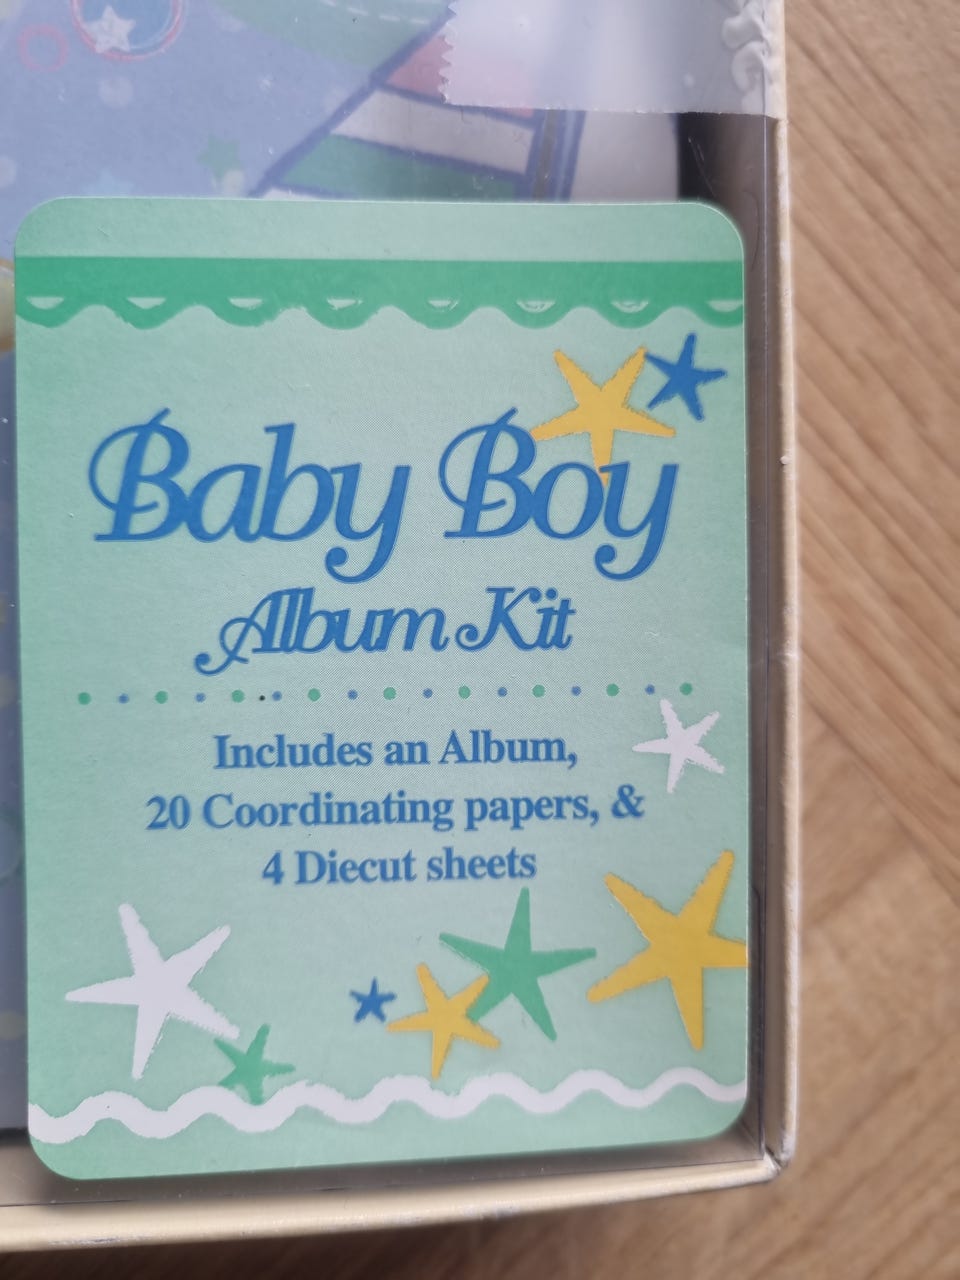 Baby Boy
Album Kit
Includes an Album,
20 Coordinating papers, &
4 Diecut sheets